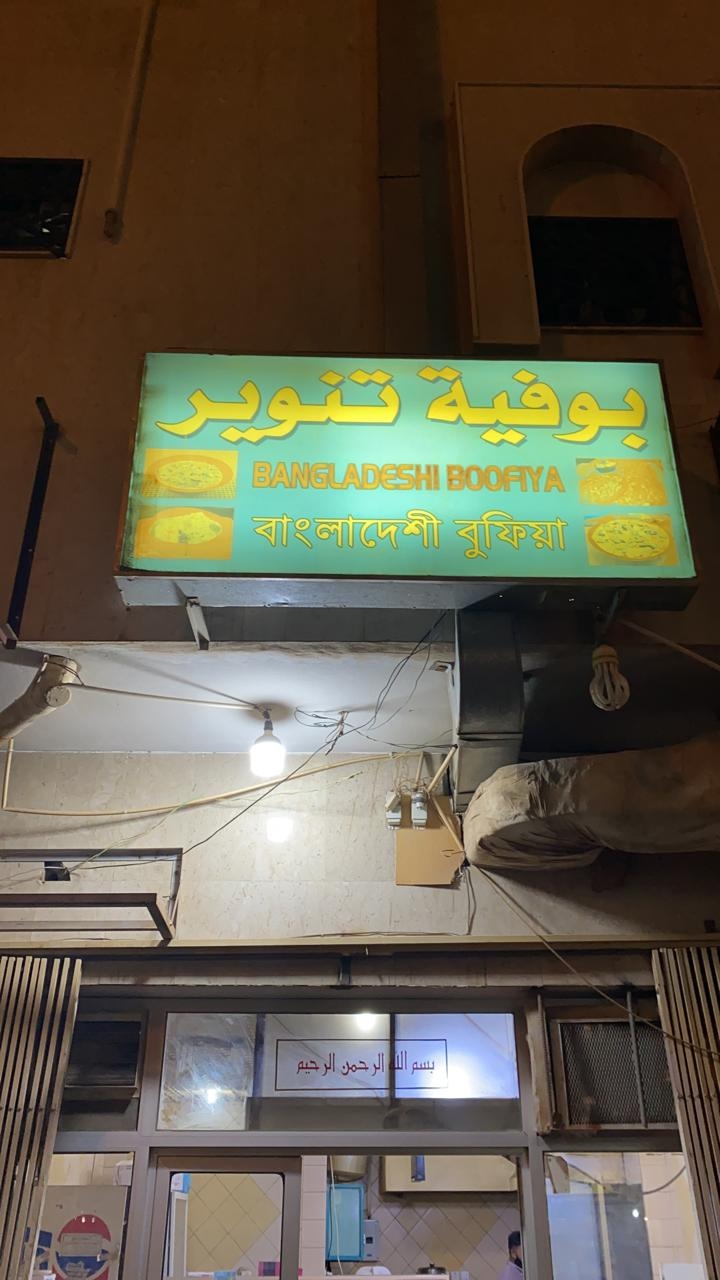 بوفية تنوير
BANGLADESHI BOOFIYA
বাংলাদেশী বুফিয়া
بسم الله الرحمن الرحيم